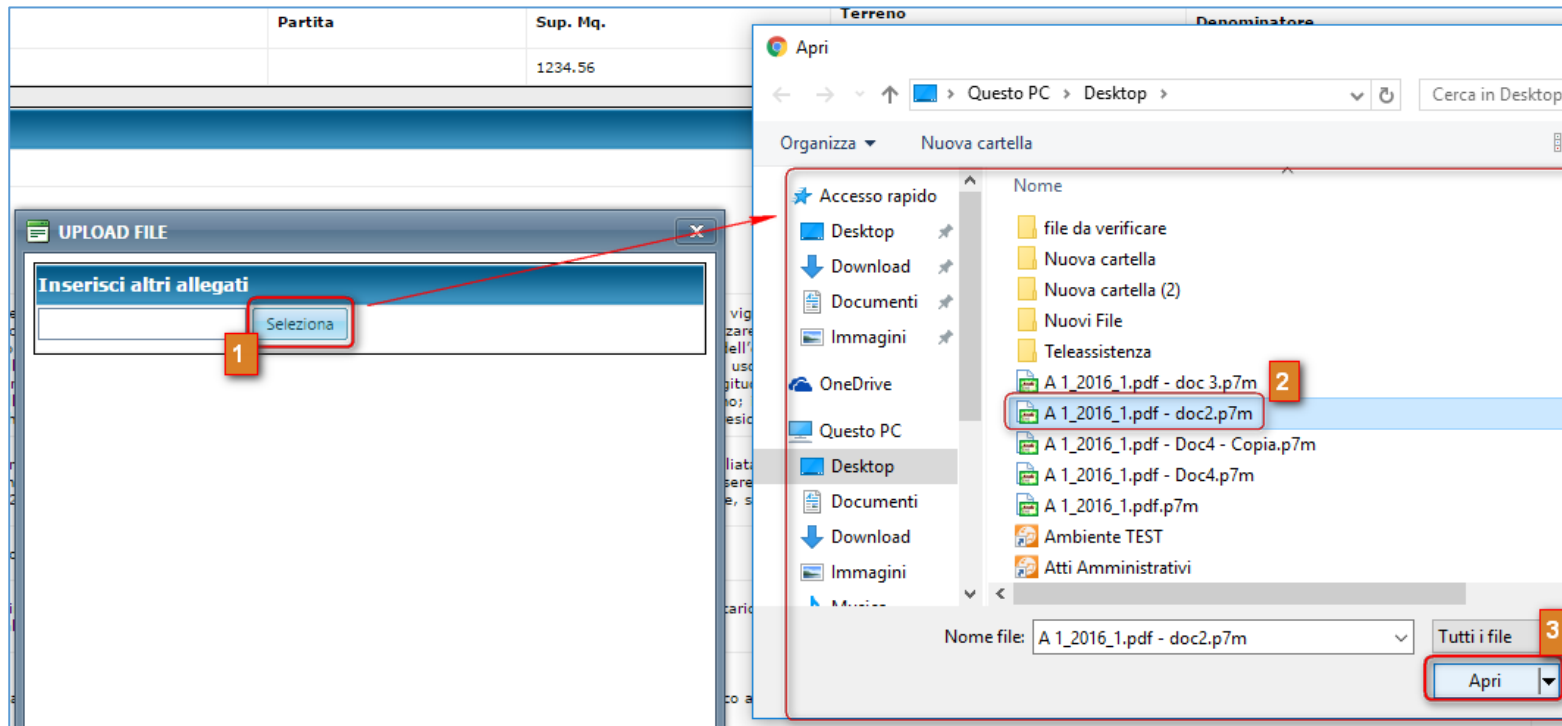 Partita Sup. Mq. Terreno Denominatore
1234.56
Apri
Questo PC > Desktop >
Cerca in Desktop
Organizza
Nuova cartella
UPLOAD FILE
Inserisci altri allegati
Seleziona
1
Accesso rapido
Desktop
Download
Documenti
Immagini
OneDrive
Questo PC
Desktop
Documenti
Download
Immagini
Musica
Nome
file da verificare
Nuova cartella
Nuova cartella (2)
Nuovi File
Teleassistenza
A 1_2016_1.pdf - doc 3.p7m
2
A 1_2016_1.pdf - doc2.p7m
A 1_2016_1.pdf - Doc4 - Copia.p7m
A 1_2016_1.pdf - Doc4.p7m
A 1_2016_1.pdf.p7m
Ambiente TEST
Atti Amministrativi
Nome file: A 1_2016_1.pdf - doc2.p7m
Tutti i file
3
Apri